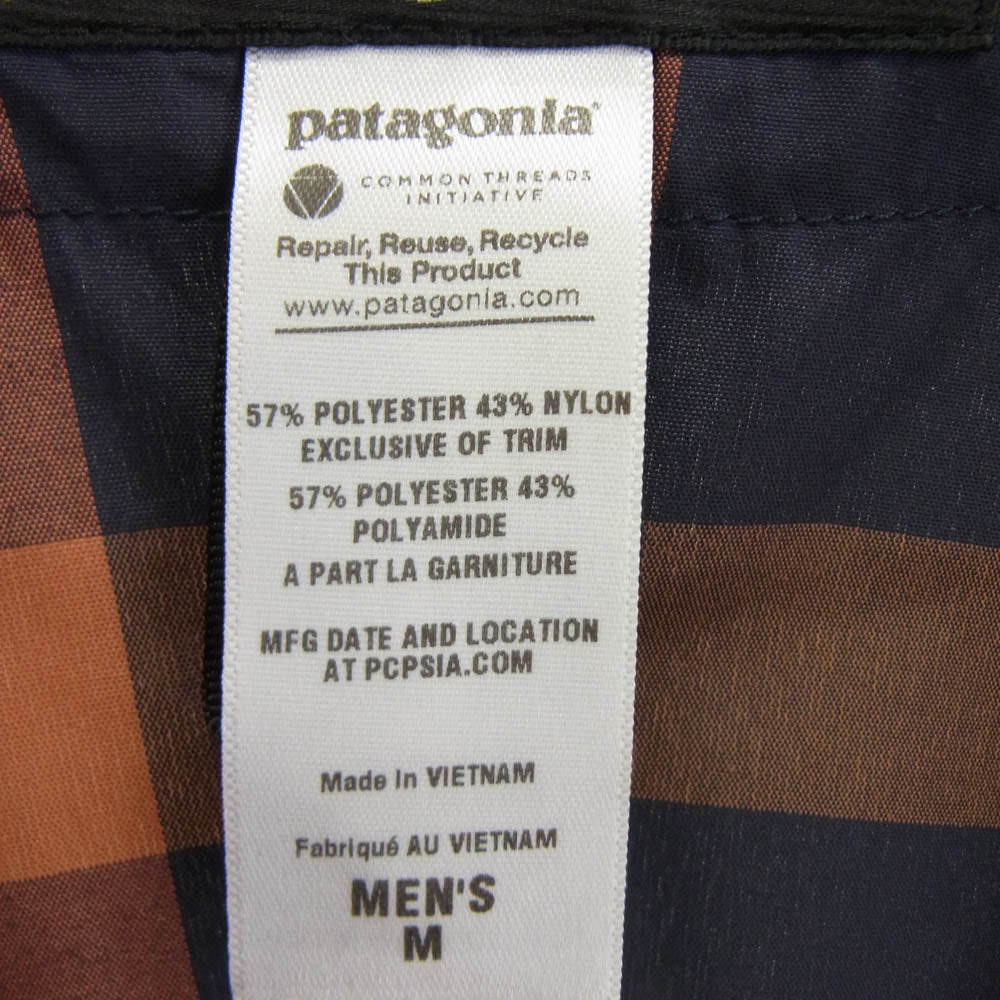 patagonia®
COMMON THREADS
INITIATIVE
Repair, Reuse, Recycle
This Product
www.patagonia.com
57% POLYESTER 43% NYLON
EXCLUSIVE OF TRIM
57% POLYESTER 43%
POLYAMIDE
A PART LA GARNITURE
MFG DATE AND LOCATION
AT PCPSIA.COM
Made In VIETNAM
Fabriqué AU VIETNAM
MEN'S
M